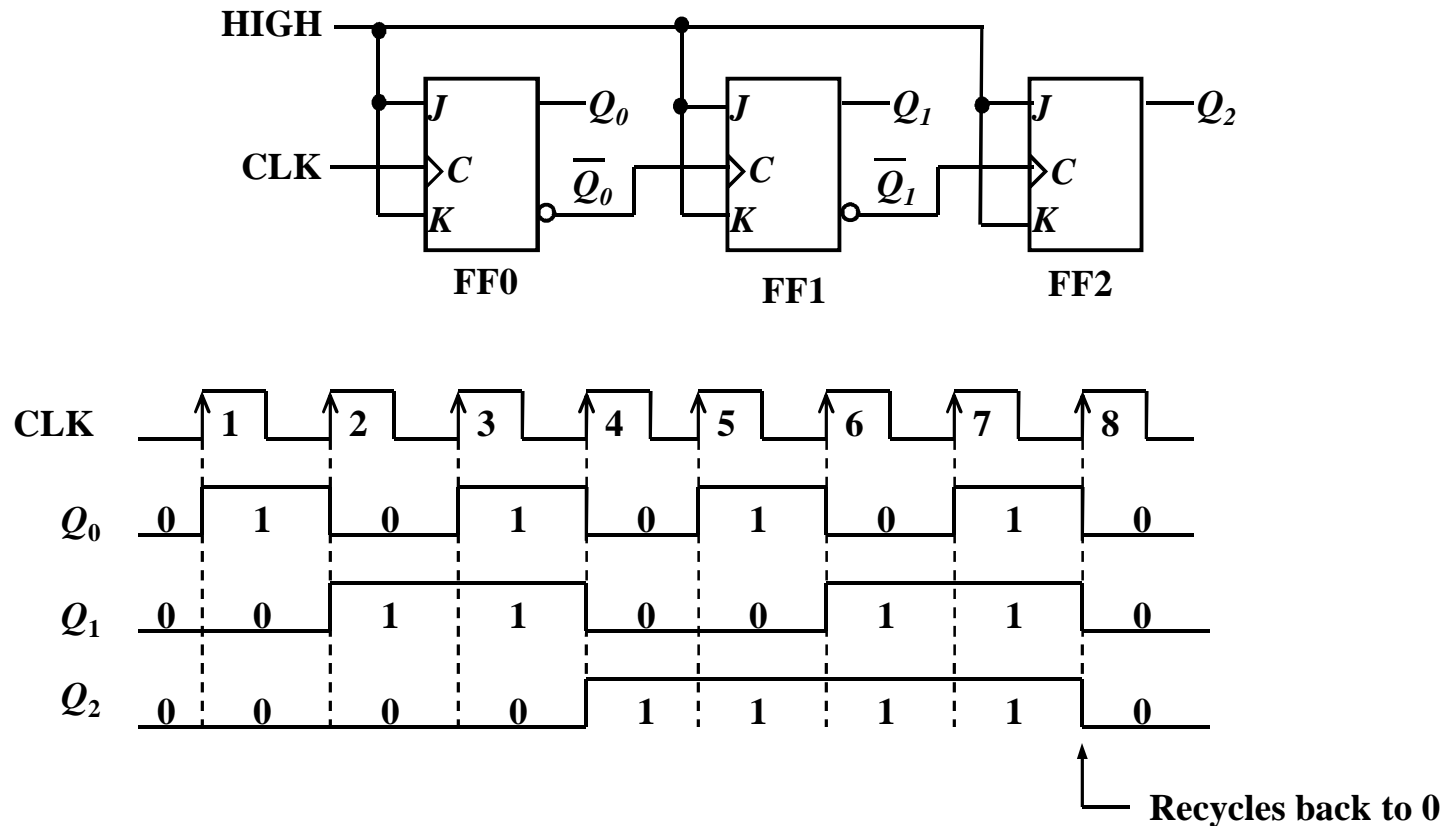 HIGH
J Q0 J Q1 J Q2
CLK C Q̅0 C Q̅1 C
K K K
FF0 FF1 FF2
CLK 1 2 3 4 5 6 7 8
Q0 0 1 0 1 0 1 0 1 0
Q1 0 0 1 1 0 0 1 1 0
Q2 0 0 0 0 1 1 1 1 0
Recycles back to 0